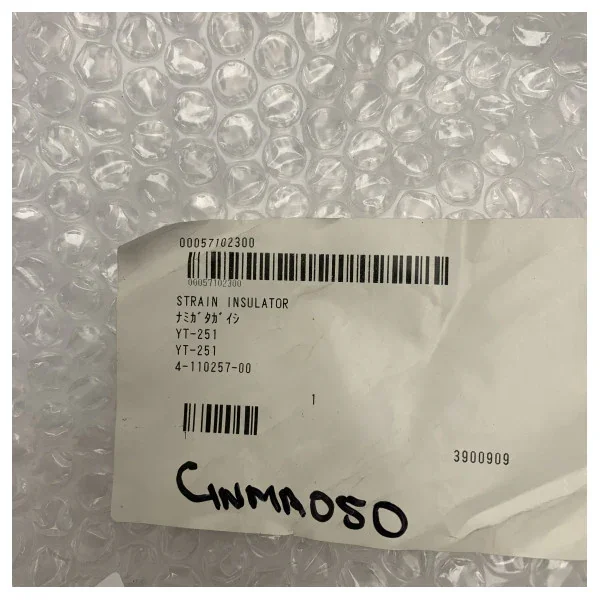 00057102300
00057102300
STRAIN INSULATOR
ﾅﾐｶﾞﾀｶﾞｲｼ
YT-251
YT-251
4-110257-00
1
3900909
GNMA050